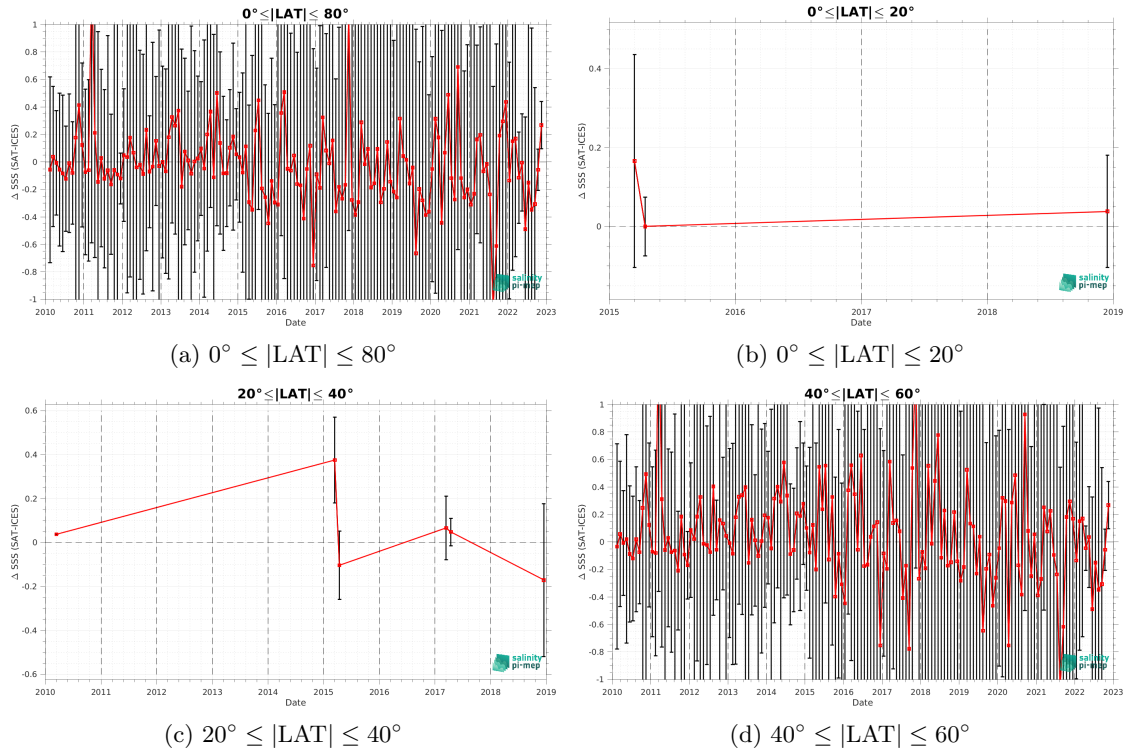 0°≤|LAT|≤ 80°
Δ SSS (SAT-ICES)
1
0.8
0.6
0.4
0.2
0
-0.2
-0.4
-0.6
-0.8
-1
2010 2011 2012 2013 2014 2015 2016 2017 2018 2019 2020 2021 2022 2023
Date
salinity
pi-mep
(a) 0° ≤ |LAT| ≤ 80°
0°≤|LAT|≤ 20°
Δ SSS (SAT-ICES)
0.4
0.2
0
2015 2016 2017 2018 2019
Date
salinity
pi-mep
(b) 0° ≤ |LAT| ≤ 20°
20°≤|LAT|≤ 40°
Δ SSS (SAT-ICES)
0.6
0.4
0.2
0
-0.2
-0.4
-0.6
2010 2011 2012 2013 2014 2015 2016 2017 2018 2019
Date
salinity
pi-mep
(c) 20° ≤ |LAT| ≤ 40°
40°≤|LAT|≤ 60°
Δ SSS (SAT-ICES)
1
0.8
0.6
0.4
0.2
0
-0.2
-0.4
-0.6
-0.8
-1
2010 2011 2012 2013 2014 2015 2016 2017 2018 2019 2020 2021 2022 2023
Date
salinity
pi-mep
(d) 40° ≤ |LAT| ≤ 60°